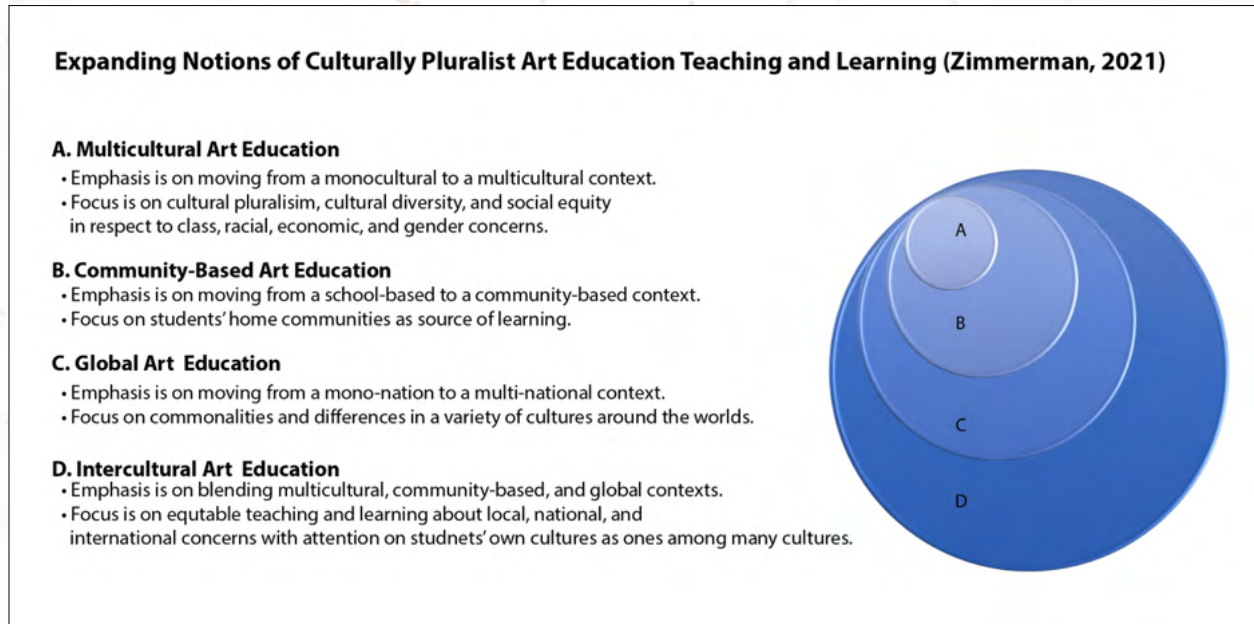 Expanding Notions of Culturally Pluralist Art Education Teaching and Learning (Zimmerman, 2021)
A. Multicultural Art Education
• Emphasis is on moving from a monocultural to a multicultural context.
• Focus is on cultural pluralisim, cultural diversity, and social equity
in respect to class, racial, economic, and gender concerns.
B. Community-Based Art Education
• Emphasis is on moving from a school-based to a community-based context.
• Focus on students' home communities as source of learning.
C. Global Art Education
• Emphasis is on moving from a mono-nation to a multi-national context.
• Focus on commonalities and differences in a variety of cultures around the worlds.
D. Intercultural Art Education
• Emphasis is on blending multicultural, community-based, and global contexts.
• Focus is on equtable teaching and learning about local, national, and
international concerns with attention on studnets' own cultures as ones among many cultures.
A
B
C
D